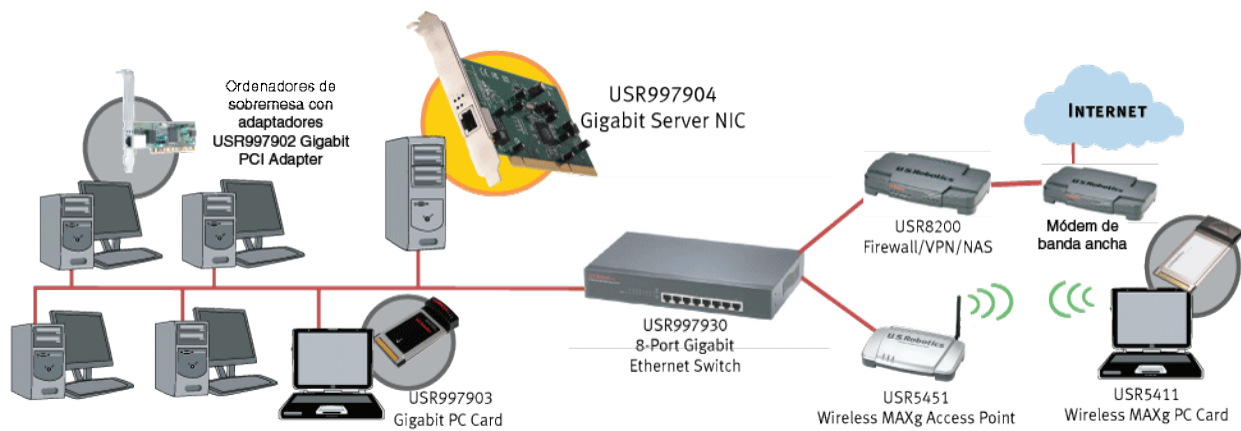 Ordenadores de
sobremesa con
adaptadores
USR997902 Gigabit
PCI Adapter
USR997904
Gigabit Server NIC
INTERNET
U.S.Robotics
U.S.Robotics
USR8200
Firewall/VPN/NAS
Módem de
banda ancha
USR997930
8-Port Gigabit
Ethernet Switch
U.S.Robotics
USR997903
Gigabit PC Card
USR5451
Wireless MAXg Access Point
USR5411
Wireless MAXg PC Card